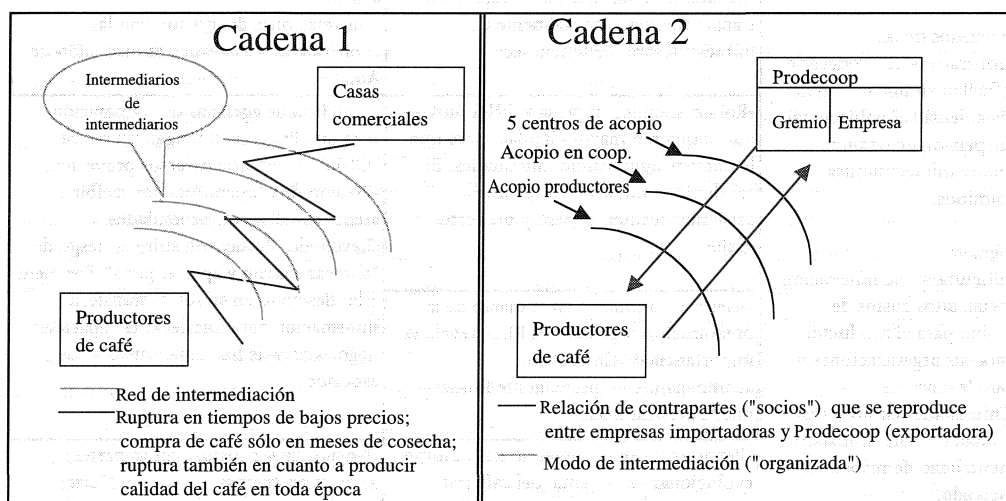 Cadena 1
Intermediarios
de
intermediarios
Casas
comerciales
Productores
de café
Red de intermediación
Ruptura en tiempos de bajos precios;
compra de café sólo en meses de cosecha;
ruptura también en cuanto a producir
calidad del café en toda época
Cadena 2
Prodecoop
Gremio
Empresa
5 centros de acopio
Acopio en coop.
Acopio productores
Productores
de café
Relación de contrapartes ("socios") que se reproduce
entre empresas importadoras y Prodecoop (exportadora)
Modo de intermediación ("organizada")